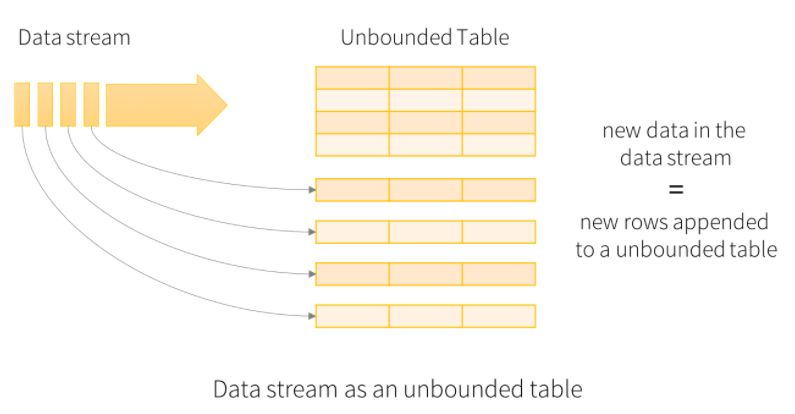 Data stream
Unbounded Table
new data in the
data stream
=
new rows appended
to a unbounded table
Data stream as an unbounded table